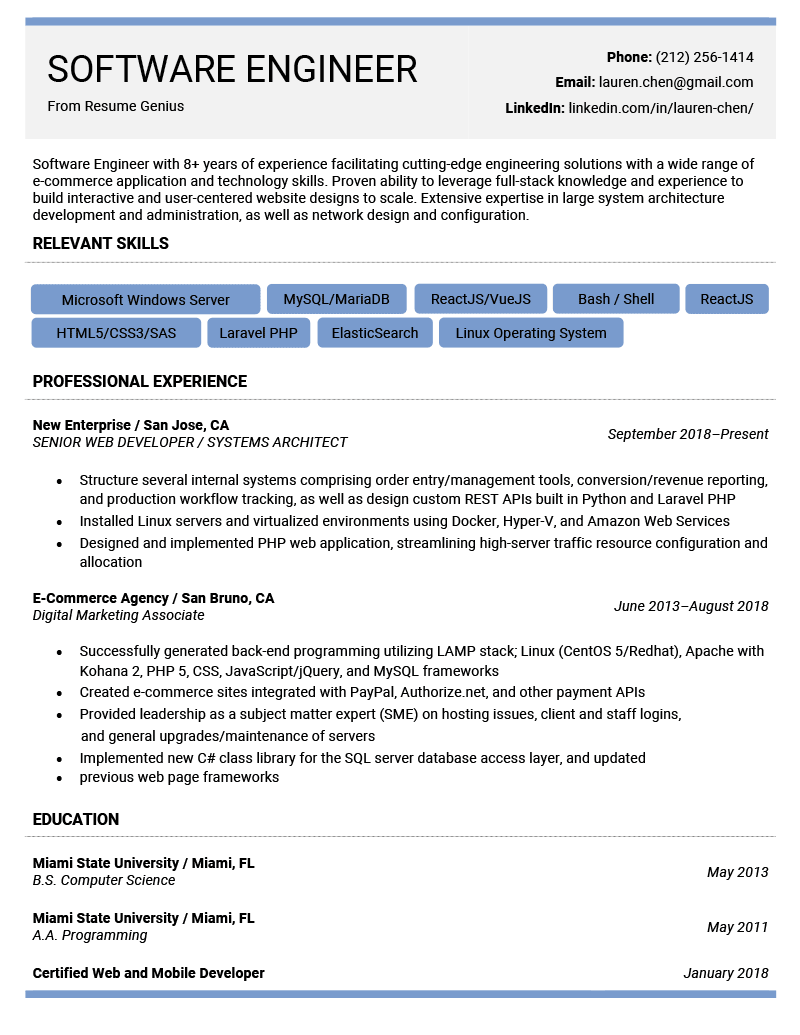 SOFTWARE ENGINEER
From Resume Genius
Phone: (212) 256-1414
Email: lauren.chen@gmail.com
LinkedIn: linkedin.com/in/lauren-chen/
Software Engineer with 8+ years of experience facilitating cutting-edge engineering solutions with a wide range of
e-commerce application and technology skills. Proven ability to leverage full-stack knowledge and experience to
build interactive and user-centered website designs to scale. Extensive expertise in large system architecture
development and administration, as well as network design and configuration.
RELEVANT SKILLS
Microsoft Windows Server MySQL/MariaDB ReactJS/VueJS Bash / Shell ReactJS
HTML5/CSS3/SAS Laravel PHP ElasticSearch Linux Operating System
PROFESSIONAL EXPERIENCE
New Enterprise / San Jose, CA
SENIOR WEB DEVELOPER / SYSTEMS ARCHITECT
September 2018–Present
• Structure several internal systems comprising order entry/management tools, conversion/revenue reporting,
and production workflow tracking, as well as design custom REST APIs built in Python and Laravel PHP
• Installed Linux servers and virtualized environments using Docker, Hyper-V, and Amazon Web Services
• Designed and implemented PHP web application, streamlining high-server traffic resource configuration and
allocation
E-Commerce Agency / San Bruno, CA
Digital Marketing Associate
June 2013–August 2018
• Successfully generated back-end programming utilizing LAMP stack; Linux (CentOS 5/Redhat), Apache with
Kohana 2, PHP 5, CSS, JavaScript/jQuery, and MySQL frameworks
• Created e-commerce sites integrated with PayPal, Authorize.net, and other payment APIs
• Provided leadership as a subject matter expert (SME) on hosting issues, client and staff logins,
and general upgrades/maintenance of servers
• Implemented new C# class library for the SQL server database access layer, and updated
• previous web page frameworks
EDUCATION
Miami State University / Miami, FL
B.S. Computer Science
May 2013
Miami State University / Miami, FL
A.A. Programming
May 2011
Certified Web and Mobile Developer
January 2018